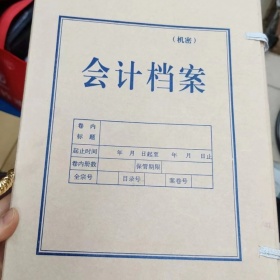 （机密）
会计档案
卷内标题
起止时间 年 月 日起至 年 月 日止
卷内张数 保管期限
全宗号 目录号 案卷号